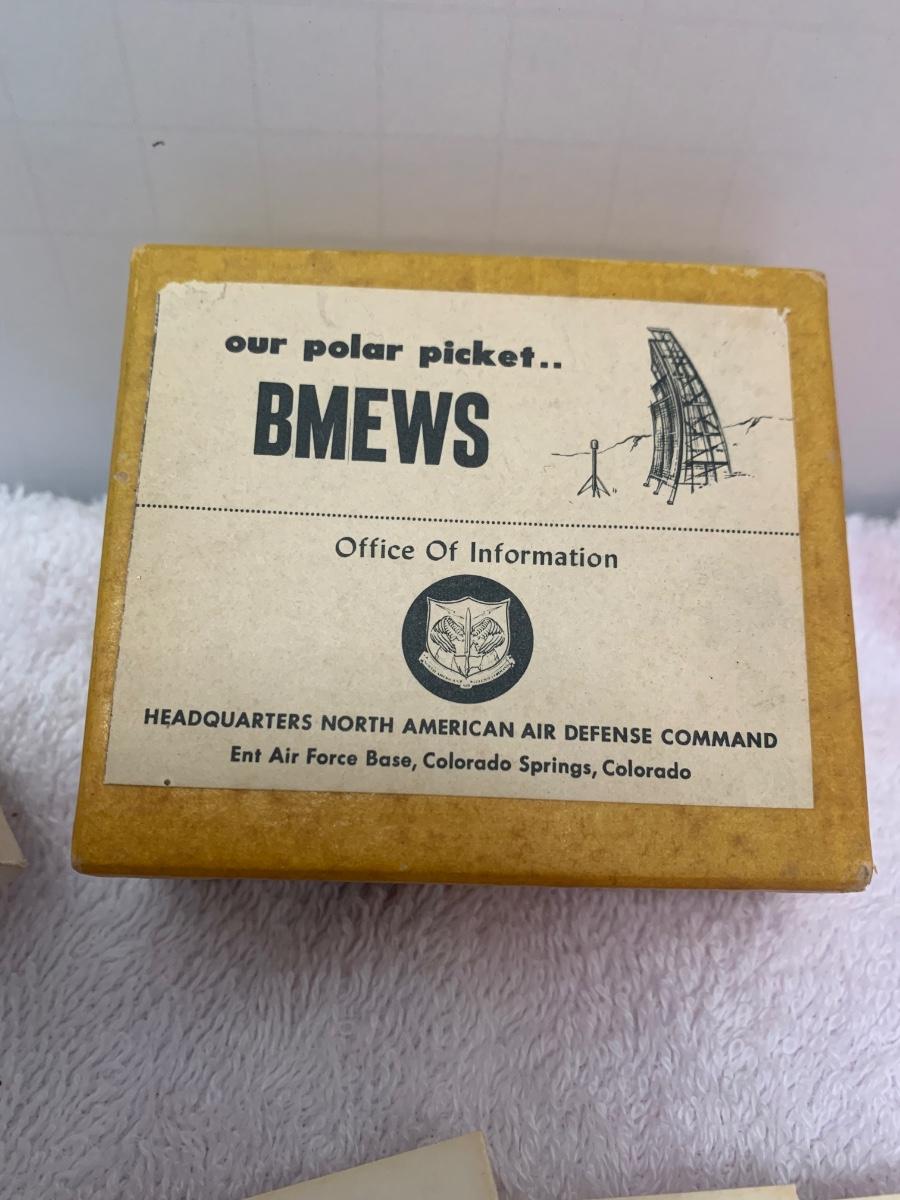 our polar picket..
BMEWS
Office Of Information
HEADQUARTERS NORTH AMERICAN AIR DEFENSE COMMAND
Ent Air Force Base, Colorado Springs, Colorado